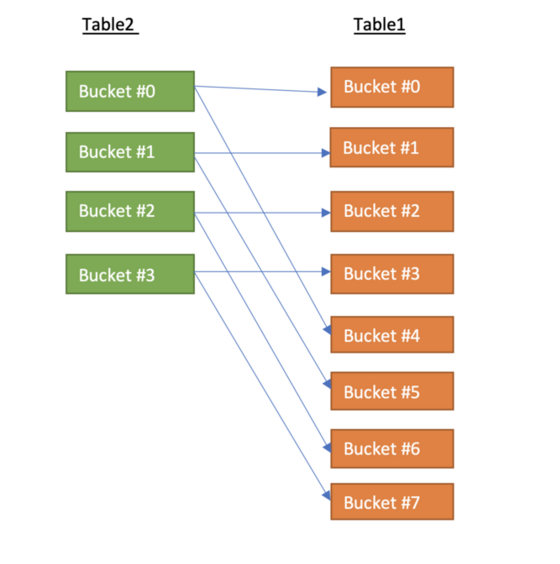 Table2
Table1
Bucket #0
Bucket #1
Bucket #2
Bucket #3
Bucket #0
Bucket #1
Bucket #2
Bucket #3
Bucket #4
Bucket #5
Bucket #6
Bucket #7